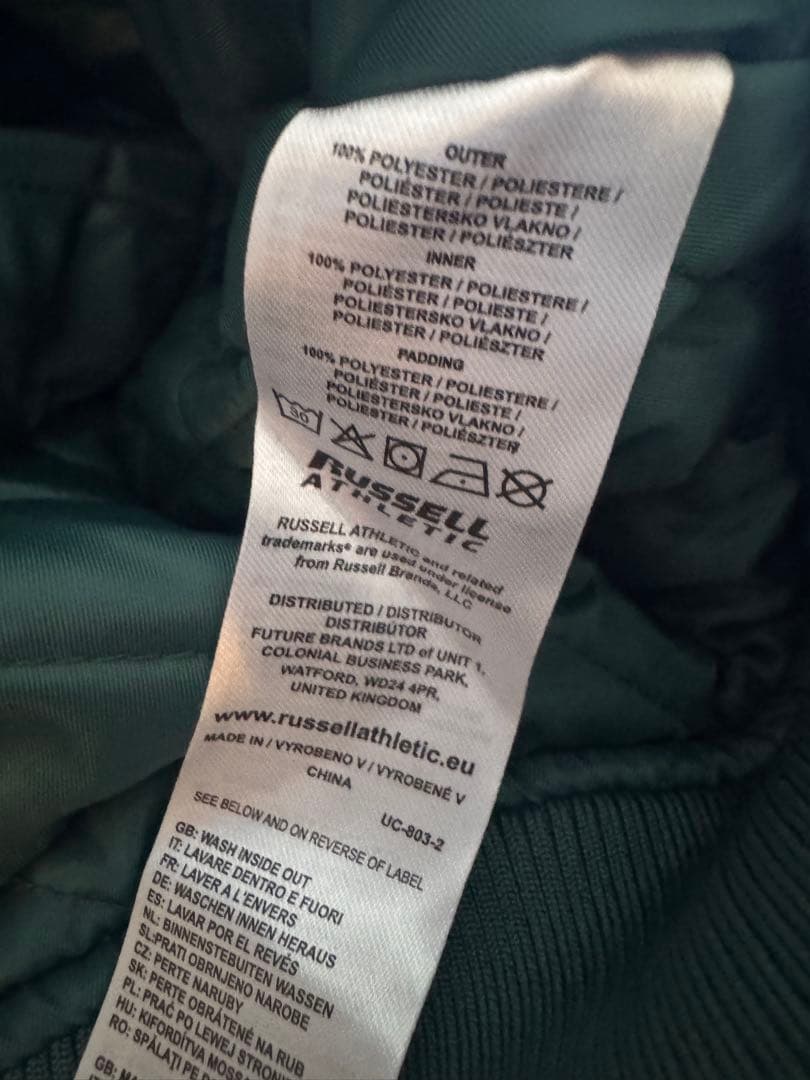 OUTER
100% POLYESTER / POLIESTERE /
POLIÉSTER / POLIESTE /
POLIESTERSKO VLAKNO /
POLIESTER / POLIÉSZTER
INNER
100% POLYESTER / POLIESTERE /
POLIÉSTER / POLIESTE /
POLIESTERSKO VLAKNO /
POLIESTER / POLIÉSZTER
PADDING
100% POLYESTER / POLIESTERE /
POLIÉSTER / POLIESTE /
POLIESTERSKO VLAKNO /
POLIESTER / POLIÉSZTER
30
RUSSELL
ATHLETIC
RUSSELL ATHLETIC and related
trademarks® are used under license
from Russell Brands, LLC
DISTRIBUTED / DISTRIBUTOR
DISTRIBÚTOR
FUTURE BRANDS LTD of UNIT 1,
COLONIAL BUSINESS PARK,
WATFORD, WD24 4PR,
UNITED KINGDOM
www.russellathletic.eu
MADE IN / VYROBENO V / VYROBENÉ V
CHINA
UC-803-2
SEE BELOW AND ON REVERSE OF LABEL
GB: WASH INSIDE OUT
IT: LAVARE DENTRO E FUORI
FR: LAVER A L'ENVERS
DE: WASCHEN INNEN HERAUS
ES: LAVAR POR EL REVÉS
NL: BINNENSTEBUITEN WASSEN
SL:PRATI OBRNJENO NAROBE
CZ: PERTE NARUBY
SK: PERTE OBRÁTENÉ NA RUB
PL: PRAĆ PO LEWEJ
HU: KIFORDÍTVA
RO: SPĂLAȚI PE
GB: